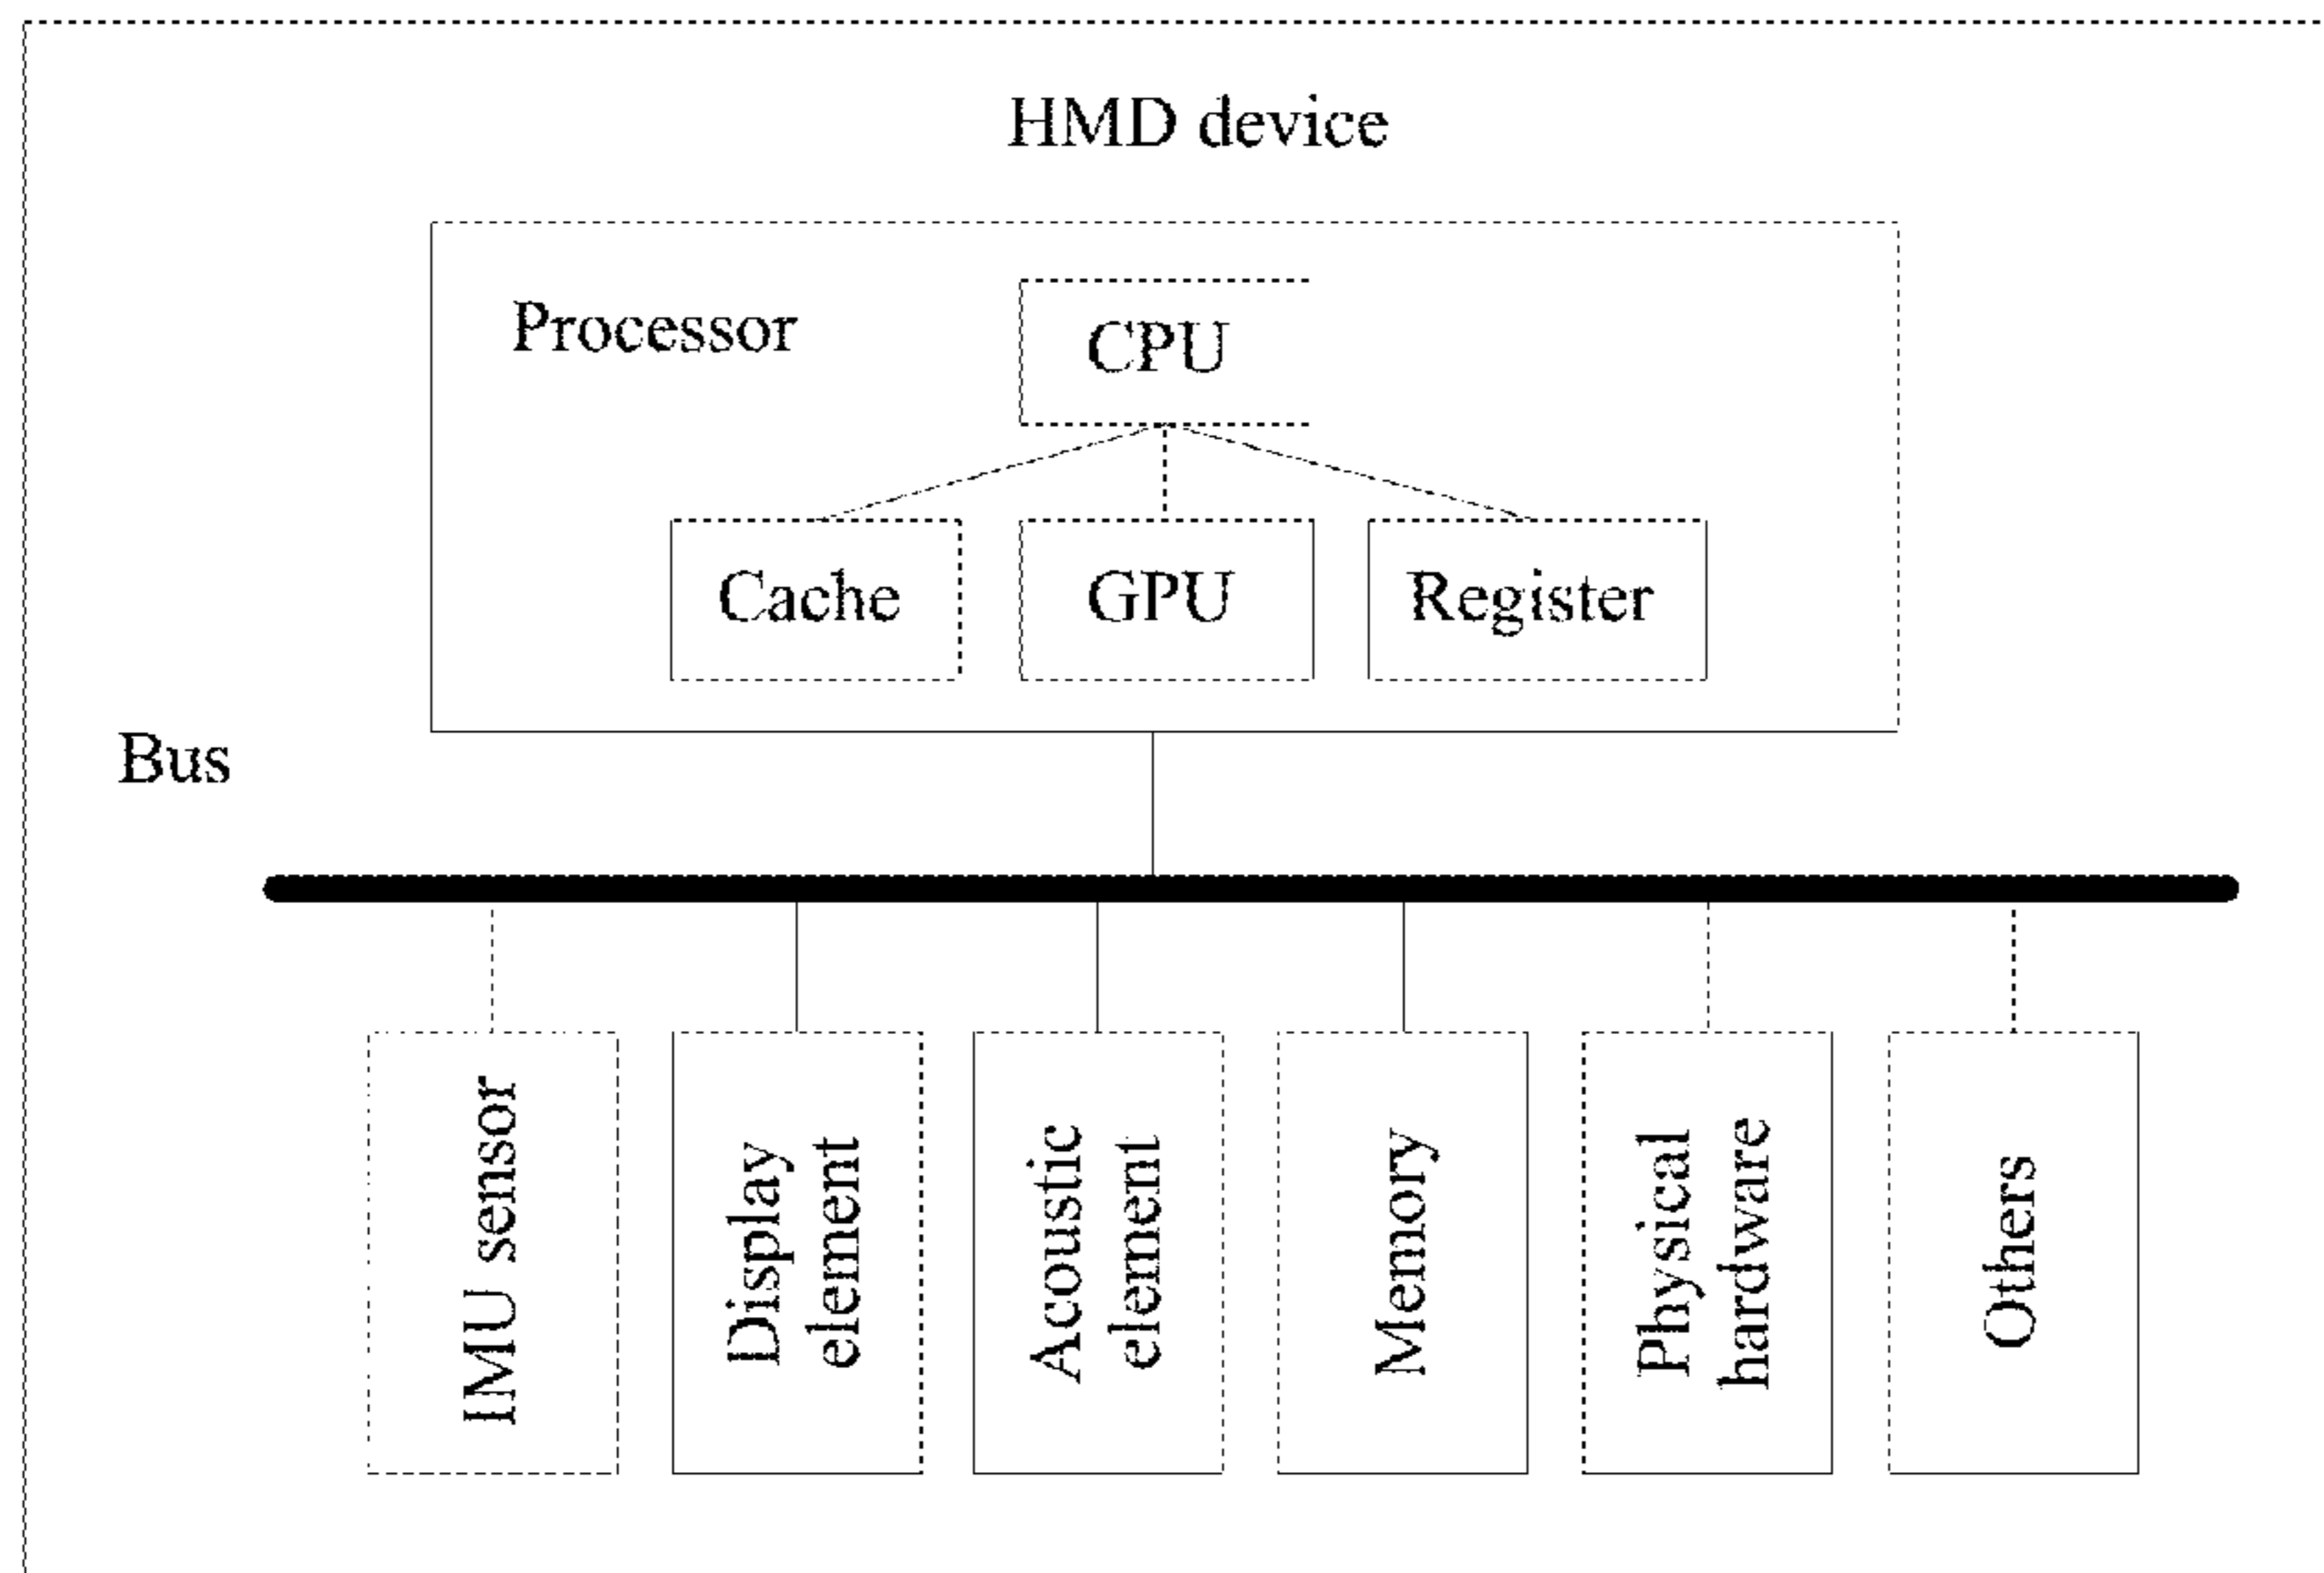 HMD device
Processor
CPU
Cache
GPU
Register
Bus
IMU sensor
Display
element
Acoustic
element
Memory
Physical
hardware
Others